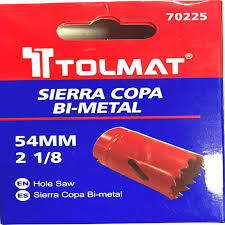 70225
TOLMAT®
SIERRA COPA
BI-METAL
54MM
2 1/8
EN Hole Saw
ES Sierra Copa Bi-metal